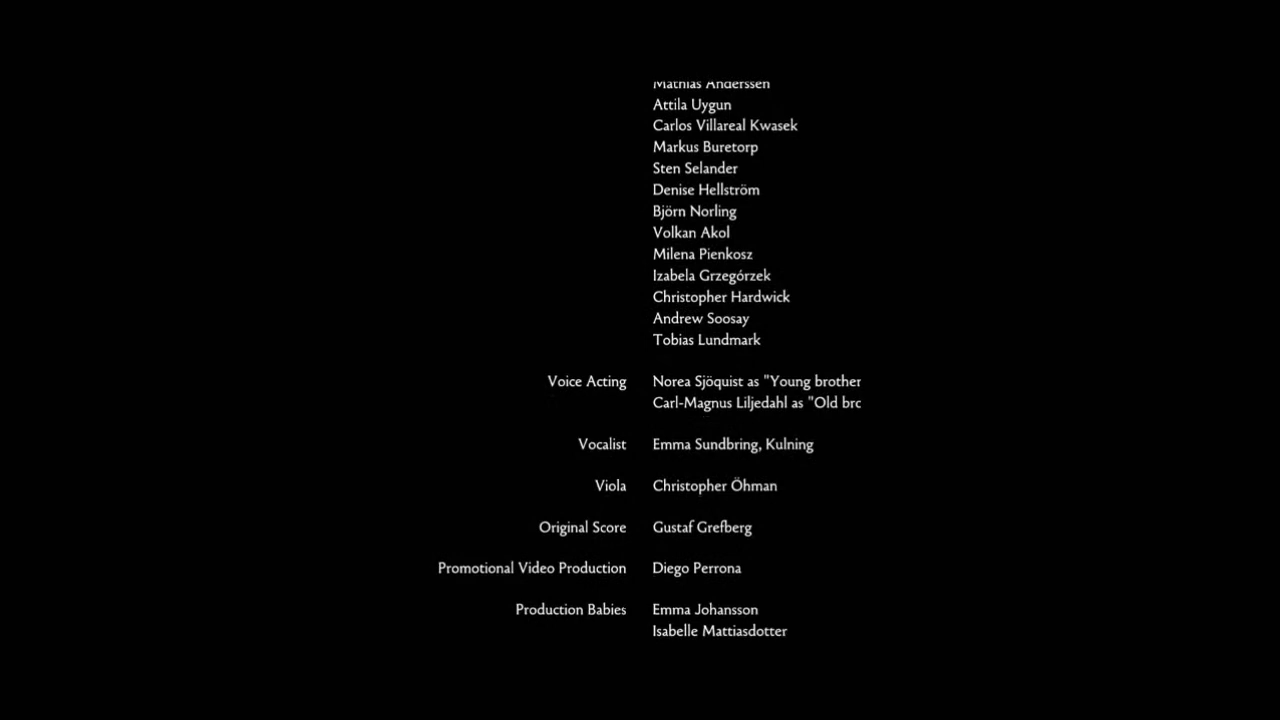 Mathias Anderssen
Attila Uygun
Carlos Villareal Kwasek
Markus Buretorp
Sten Selander
Denise Hellström
Björn Norling
Volkan Akol
Milena Pienkosz
Izabela Grzegórzek
Christopher Hardwick
Andrew Soosay
Tobias Lundmark
Voice Acting Norea Sjöquist as "Young brother
Carl-Magnus Liljedahl as "Old bro
Vocalist Emma Sundbring, Kulning
Viola Christopher Öhman
Original Score Gustaf Grefberg
Promotional Video Production Diego Perrona
Production Babies Emma Johansson
Isabelle Mattiasdotter